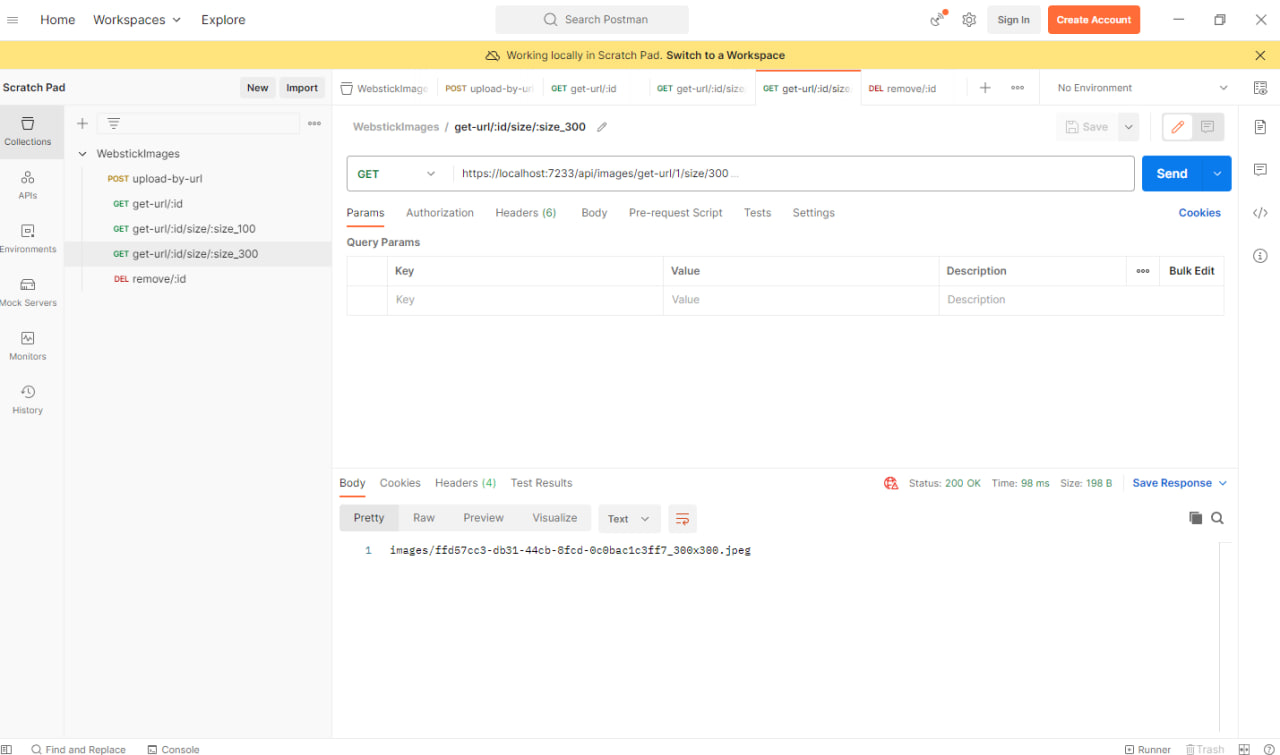 Home Workspaces Explore Search Postman Sign In Create Account
Working locally in Scratch Pad. Switch to a Workspace
Scratch Pad New Import
WebstickImage POST upload-by-url GET get-url/:id GET get-url/:id/size, GET get-url/:id/size, DEL remove/:id No Environment
Collections
APIs
Environments
Mock Servers
Monitors
History
WebstickImages
POST upload-by-url
GET get-url/:id
GET get-url/:id/size/:size_100
GET get-url/:id/size/:size_300
DEL remove/:id
WebstickImages / get-url/:id/size/:size_300 Save
GET https://localhost:7233/api/images/get-url/1/size/300 ... Send
Params Authorization Headers (6) Body Pre-request Script Tests Settings Cookies
Query Params
Key Value Description Bulk Edit
Key Value Description
Body Cookies Headers (4) Test Results Status: 200 OK Time: 98 ms Size: 198 B Save Response
Pretty Raw Preview Visualize Text
1 images/ffd57cc3-db31-44cb-8fcd-0c0bac1c3ff7_300x300.jpeg
Find and Replace Console Runner Trash